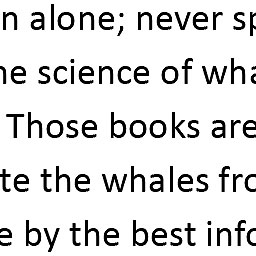 n alone; never sp
he science of wha
Those books are
te the whales fro
e by the best info